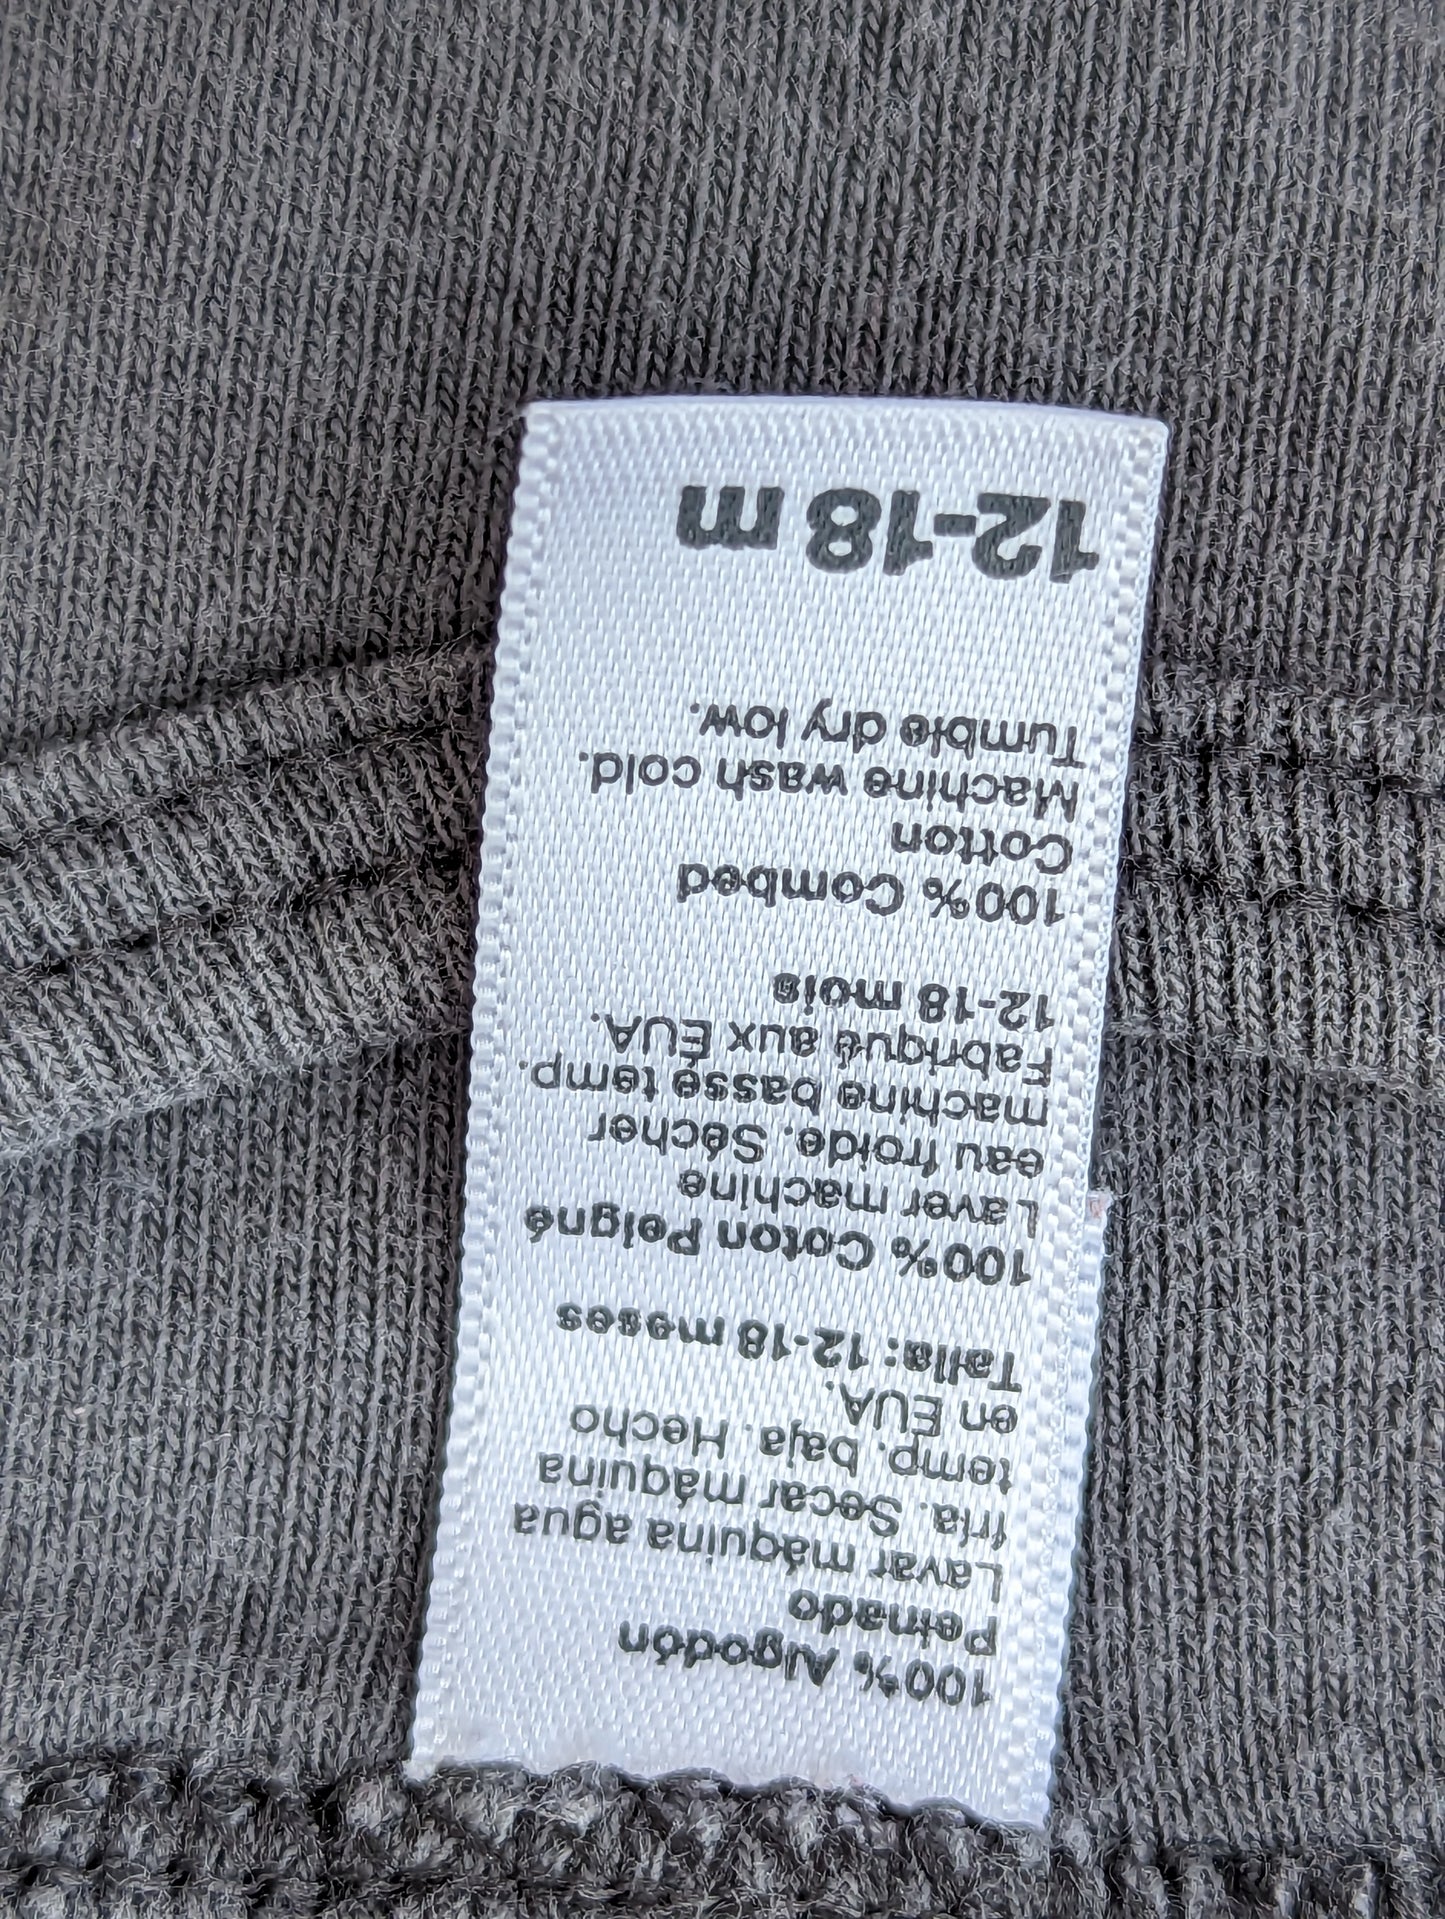 100% Algodón
Peinado
Lavar máquina agua
fría. Secar máquina
temp. baja. Hecho
en EUA.
Talla: 12-18 meses
100% Coton Peigné
Laver machine
eau froide. Sécher
machine basse temp.
Fabriqué aux ÉUA.
12-18 mois
100% Combed
Cotton
Machine wash cold.
Tumble dry low.
12-18 m